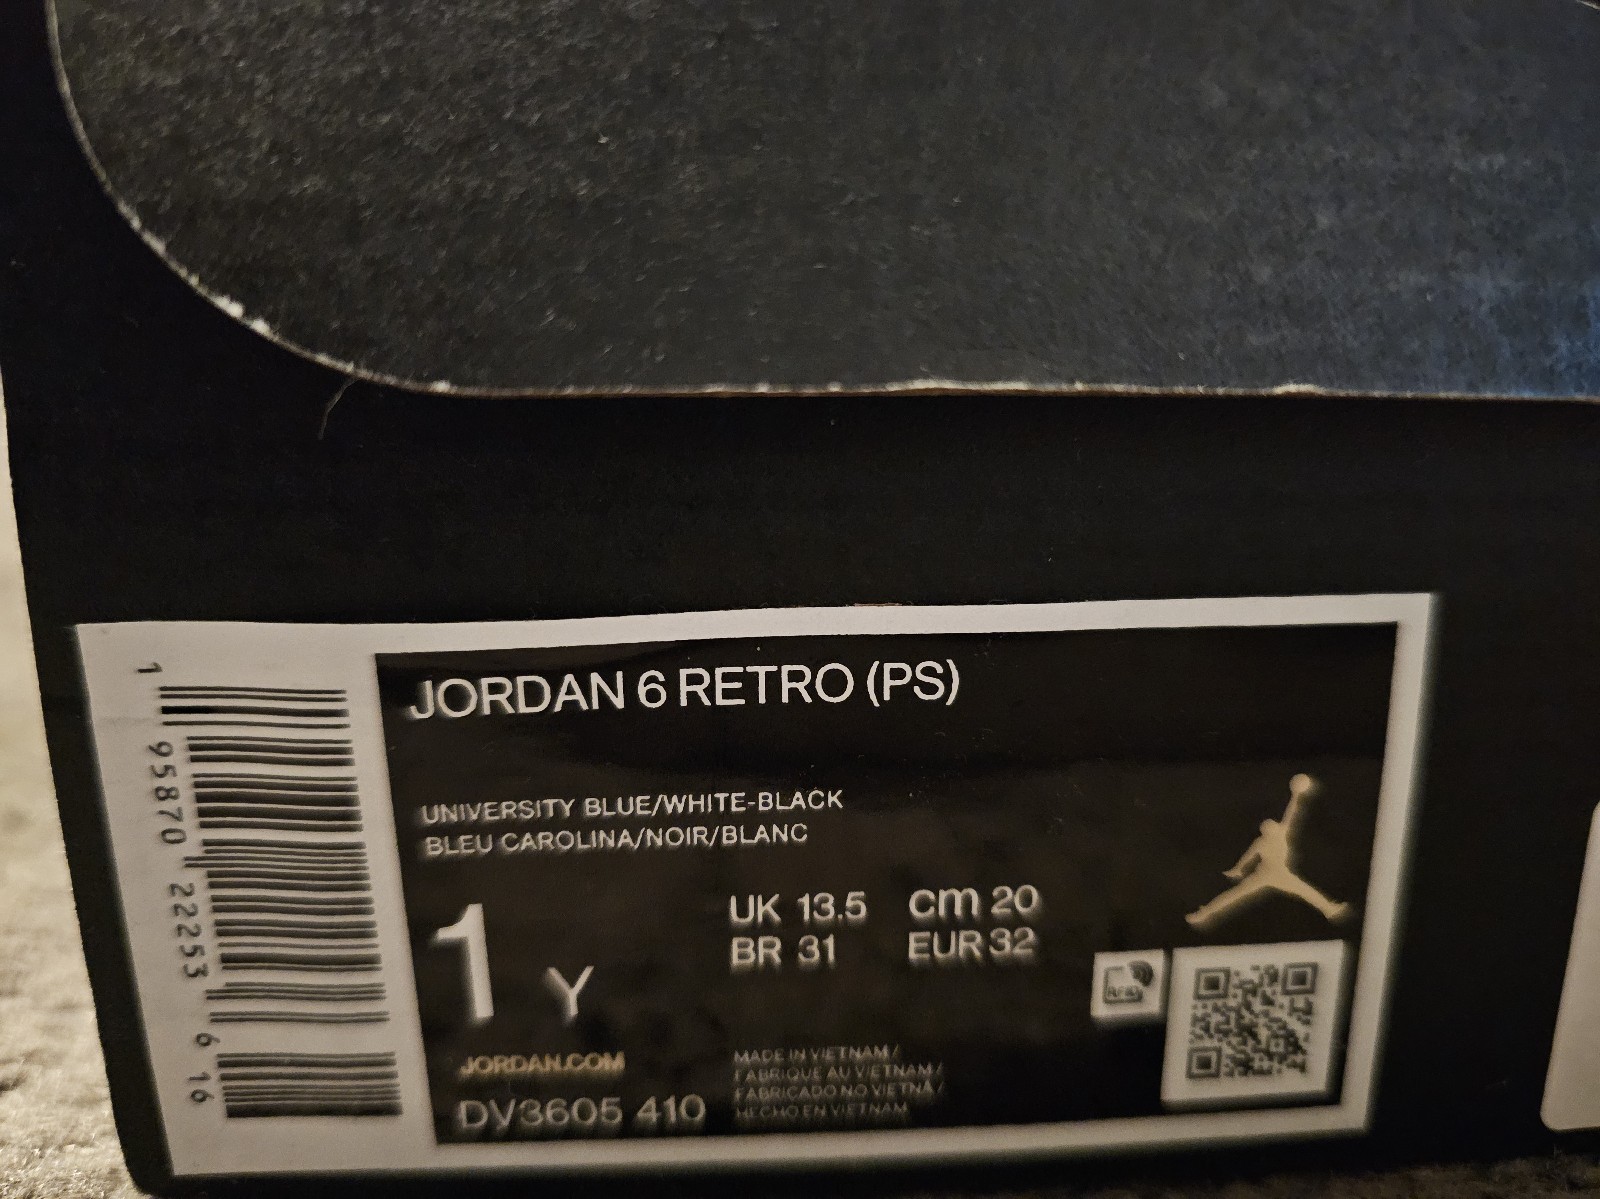 JORDAN 6 RETRO (PS)
UNIVERSITY BLUE/WHITE-BLACK
BLEU CAROLINA/NOIR/BLANC
1 Y
UK 13.5 cm 20
BR 31 EUR 32
RFID
JORDAN.COM
DV3605 410
MADE IN VIETNAM /
FABRIQUE AU VIETNAM /
FABRICADO NO VIETNÃ /
HECHO EN VIETNAM
1 95870 22253 6 16